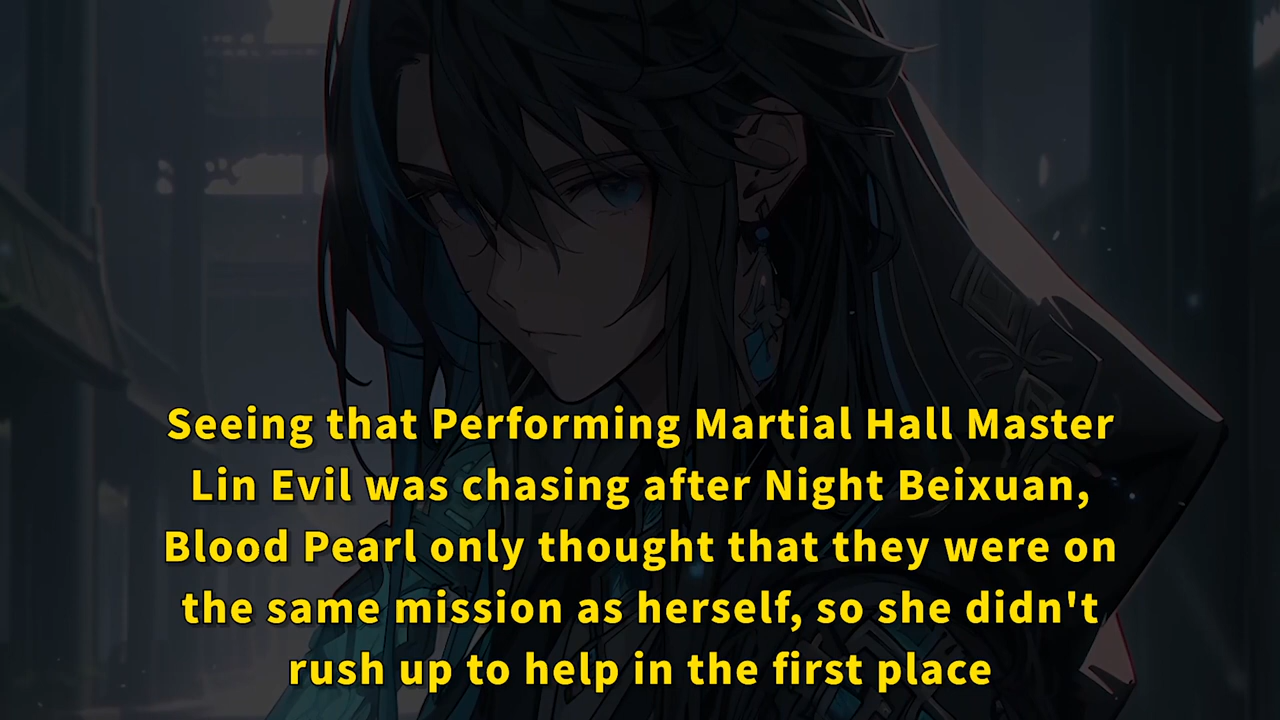 Seeing that Performing Martial Hall Master
Lin Evil was chasing after Night Beixuan,
Blood Pearl only thought that they were on
the same mission as herself, so she didn't
rush up to help in the first place